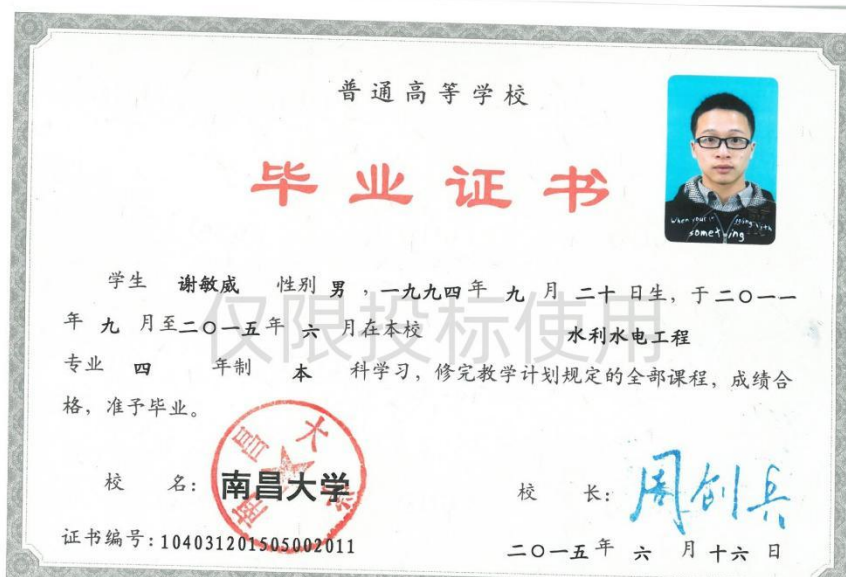 普通高等学校
毕业证书
学生 谢敏威 性别 男 ，一九九四年 九 月 二十 日生，于二〇一一
年 九 月至二〇一五年 六 月在本校 水利水电工程
仅限投标使用
专业 四 年制 本 科学习，修完教学计划规定的全部课程，成绩合
格，准予毕业。
南昌大学
校 名：南昌大学 校 长：周创兵
证书编号：104031201505002011 二〇一五年 六 月十六日